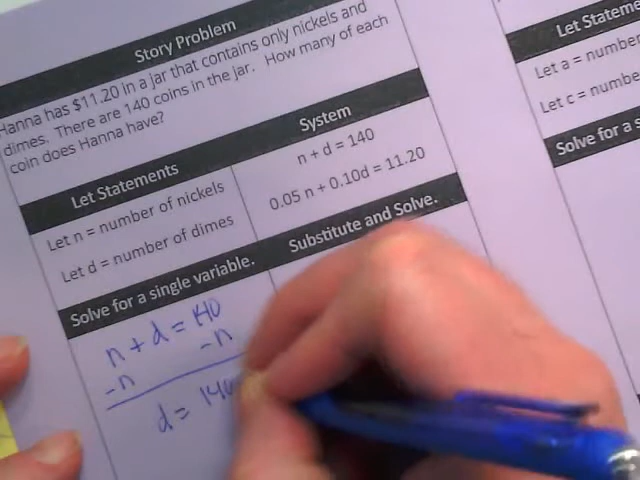 Story Problem
Hanna has $11.20 in a jar that contains only nickels and
dimes. There are 140 coins in the jar. How many of each
coin does Hanna have?
Let Statements
System
Let n = number of nickels
Let d = number of dimes
n + d = 140
0.05 n + 0.10d = 11.20
Solve for a single variable.
Substitute and Solve.
n + d = 140
-n -n
d = 140
Let
Let a = number
Let c =
Solve for a